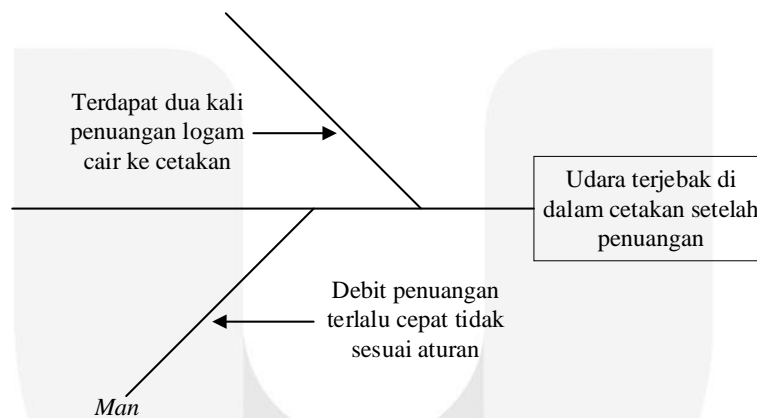 Terdapat dua kali
penuangan logam
cair ke cetakan
Udara terjebak di
dalam cetakan setelah
penuangan
Debit penuangan
terlalu cepat tidak
sesuai aturan
Man